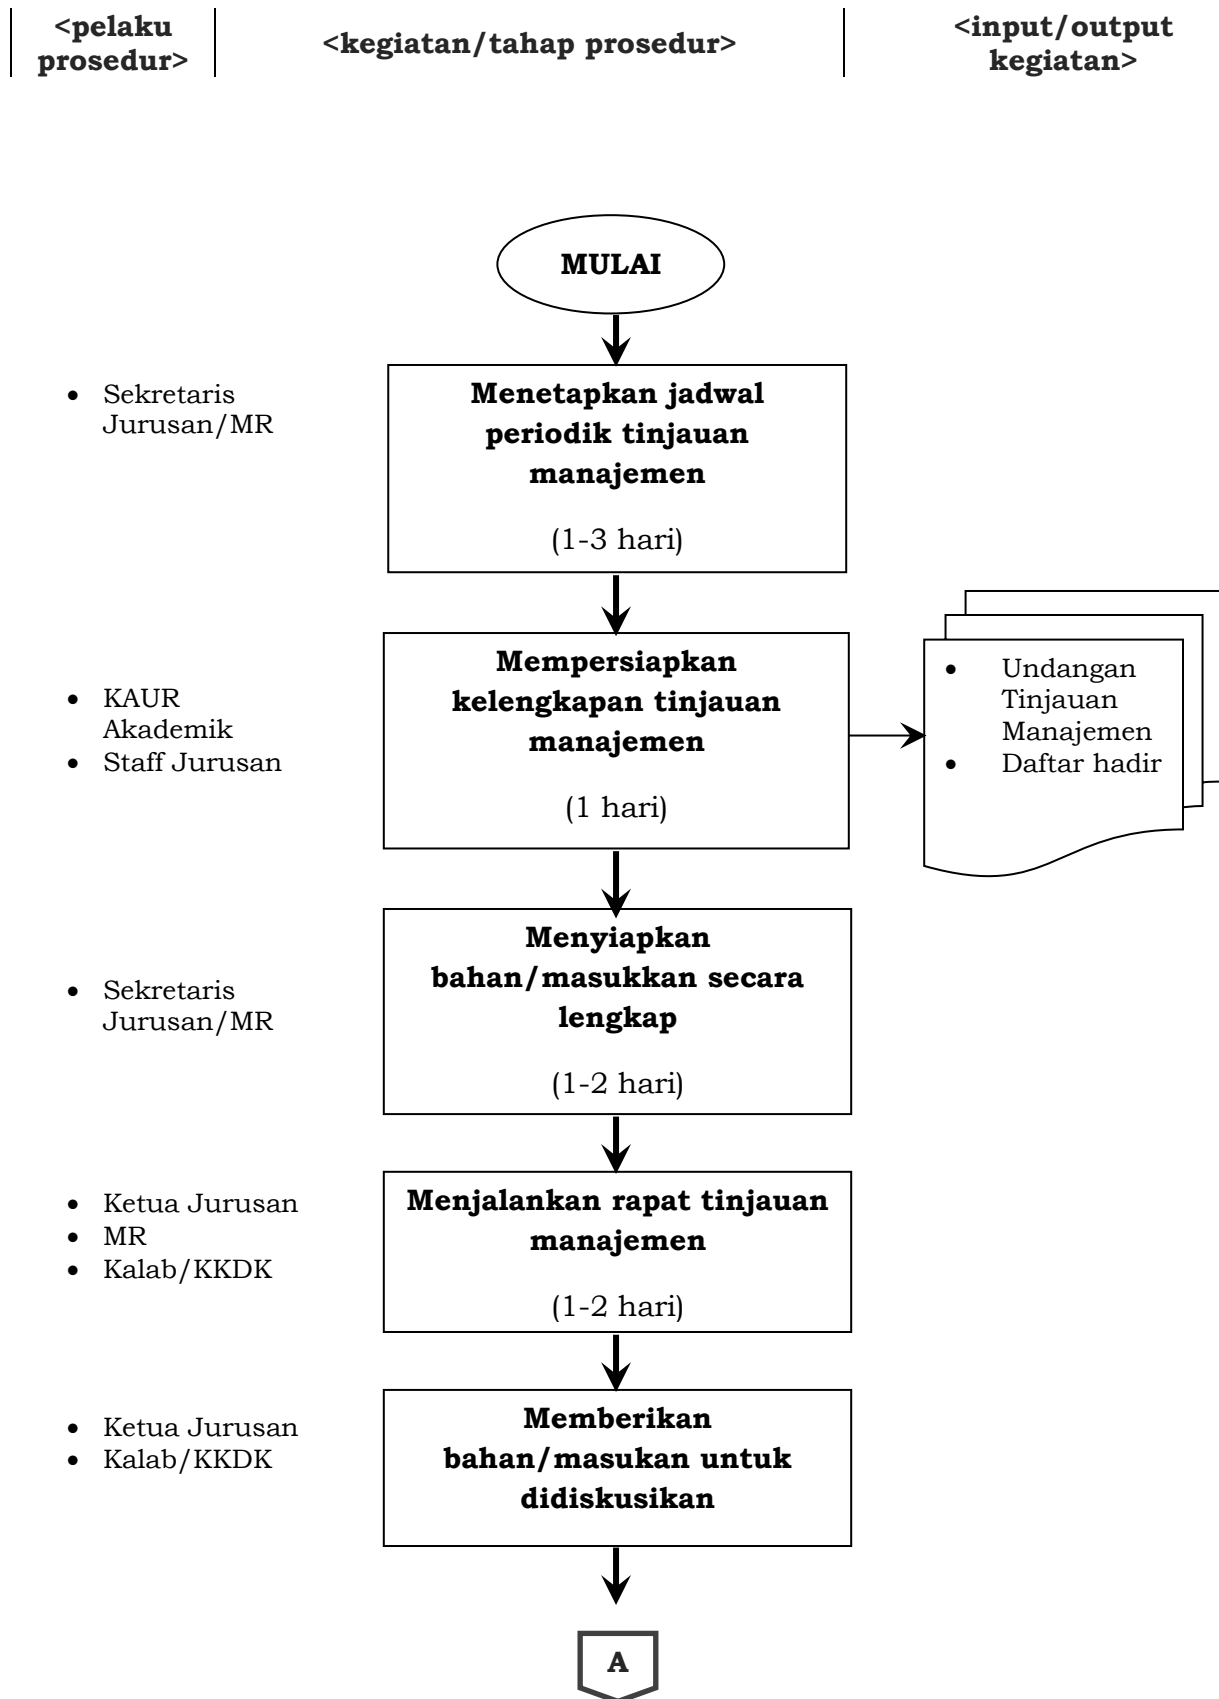 <pelaku
prosedur>
<kegiatan/tahap prosedur>
<input/output
kegiatan>
MULAI
• Sekretaris
Jurusan/MR
Menetapkan jadwal
periodik tinjauan
manajemen
(1-3 hari)
• KAUR
Akademik
• Staff Jurusan
Mempersiapkan
kelengkapan tinjauan
manajemen
(1 hari)
• Undangan
Tinjauan
Manajemen
• Daftar hadir
• Sekretaris
Jurusan/MR
Menyiapkan
bahan/masukkan secara
lengkap
(1-2 hari)
• Ketua Jurusan
• MR
• Kalab/KKDK
Menjalankan rapat tinjauan
manajemen
(1-2 hari)
• Ketua Jurusan
• Kalab/KKDK
Memberikan
bahan/masukan untuk
didiskusikan
A